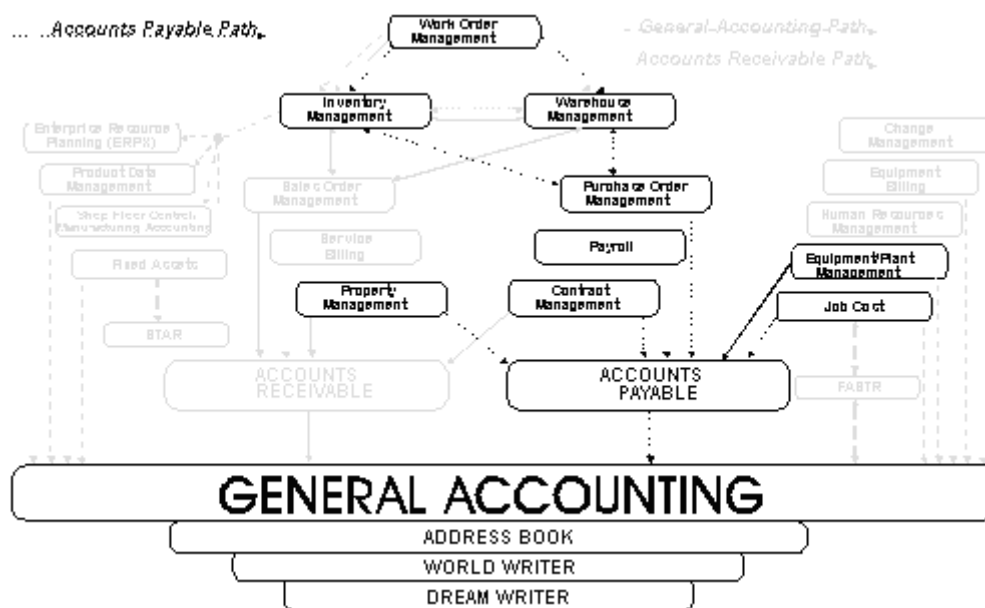 ... ...Accounts Payable Path
- General Accounting Path
Accounts Receivable Path
Work Order
Management
Inventory
Management
Warehouse
Management
Enterprise Resource
Planning (ERPX)
Change
Management
Product Data
Management
Sales Order
Management
Purchase Order
Management
Equipment
Billing
Shop Floor Control
Manufacturing Accounting
Human Resources
Management
Service
Billing
Payroll
Fixed Assets
Equipment/Plant
Management
Property
Management
Contract
Management
Job Cost
STAR
ACCOUNTS
RECEIVABLE
ACCOUNTS
PAYABLE
FASTR
GENERAL ACCOUNTING
ADDRESS BOOK
WORLD WRITER
DREAM WRITER